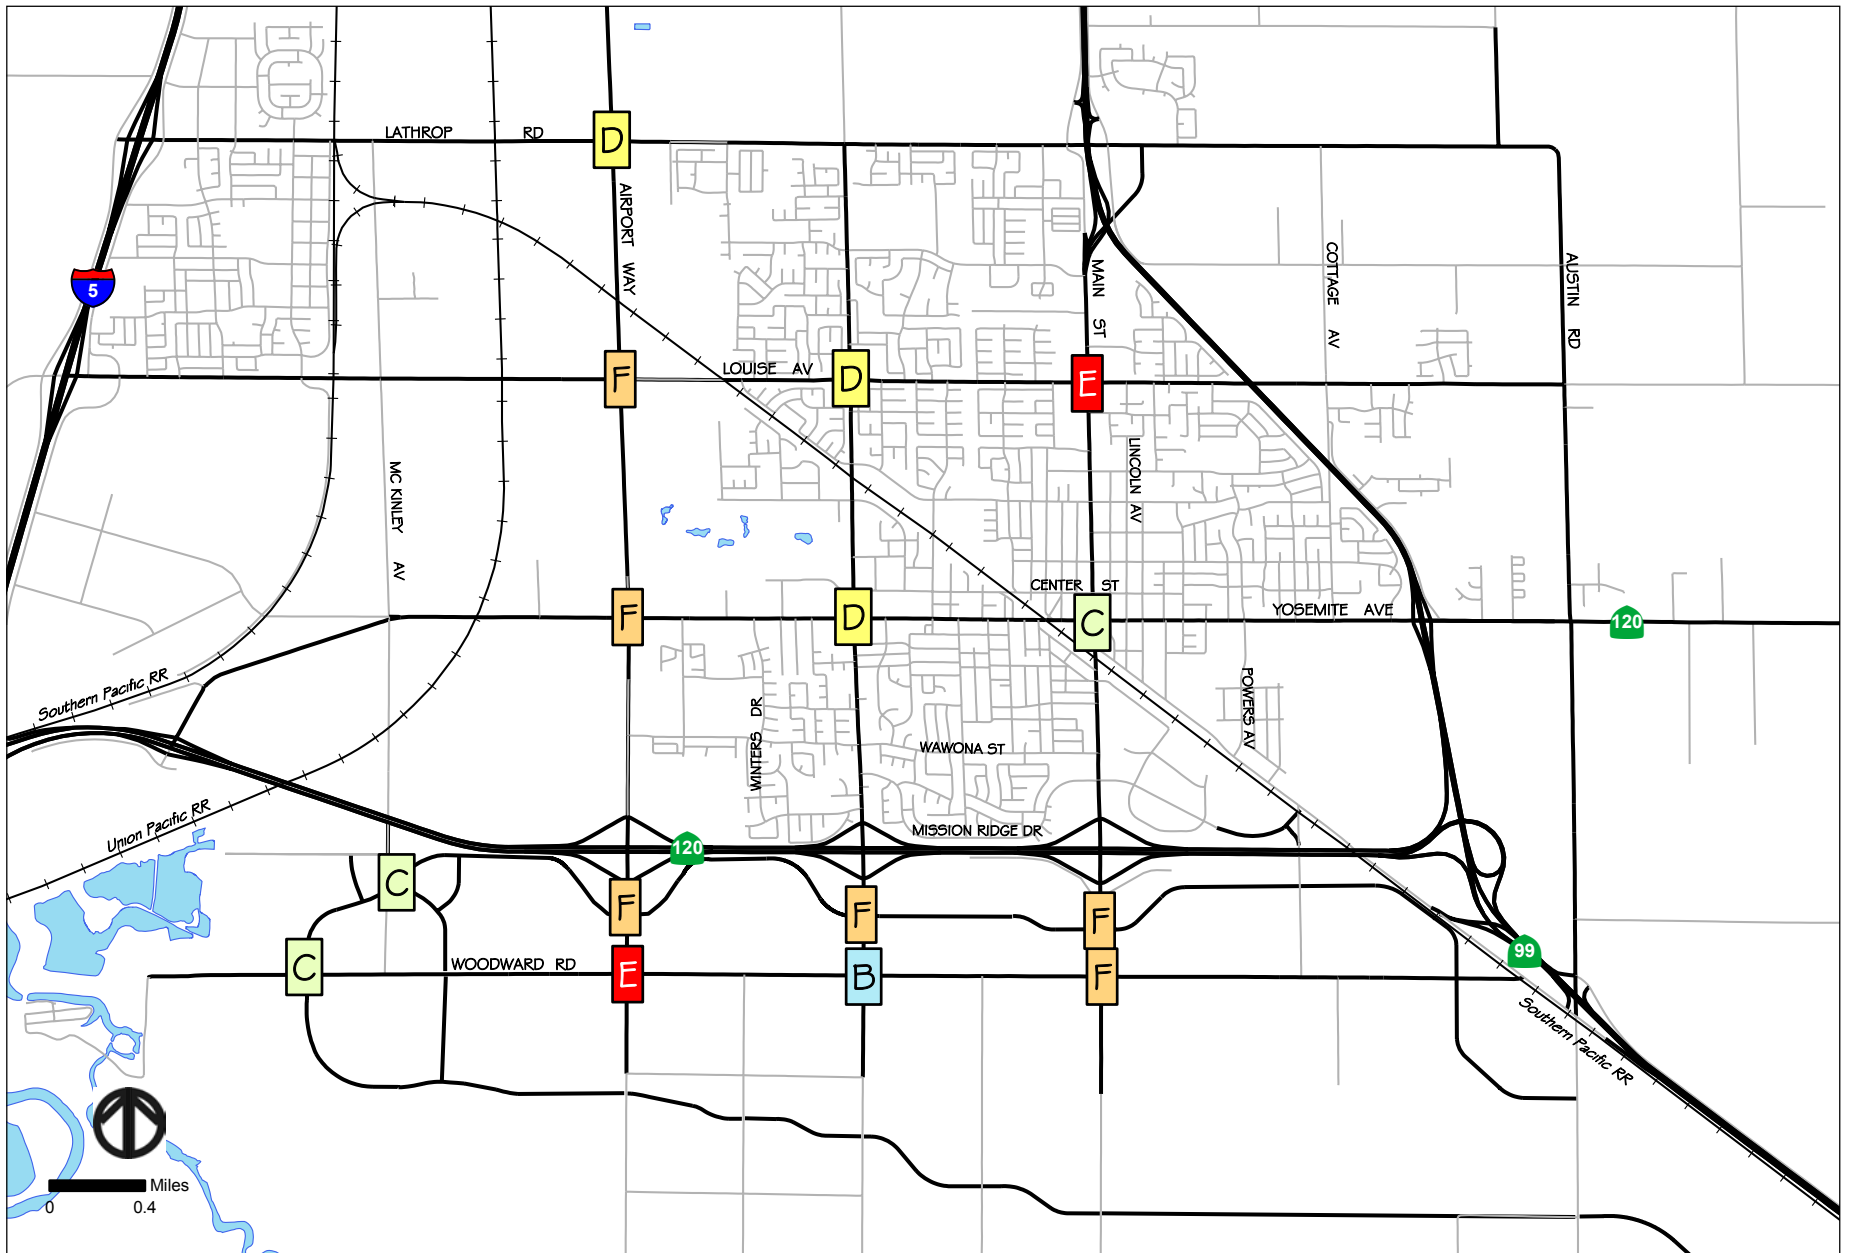 LATHROP RD
D
AIRPORT WAY
5
MAIN ST
COTTAGE AV
AUSTIN RD
LOUISE AV
F
D
E
MC KINLEY AV
LINCOLN AV
CENTER ST
YOSEMITE AVE
F
D
C
120
Southern Pacific RR
WINTERS DR
WAWONA ST
POWERS AV
Union Pacific RR
MISSION RIDGE DR
120
C
F
F
F
99
C
WOODWARD RD
E
B
F
Southern Pacific RR
Miles
0 0.4